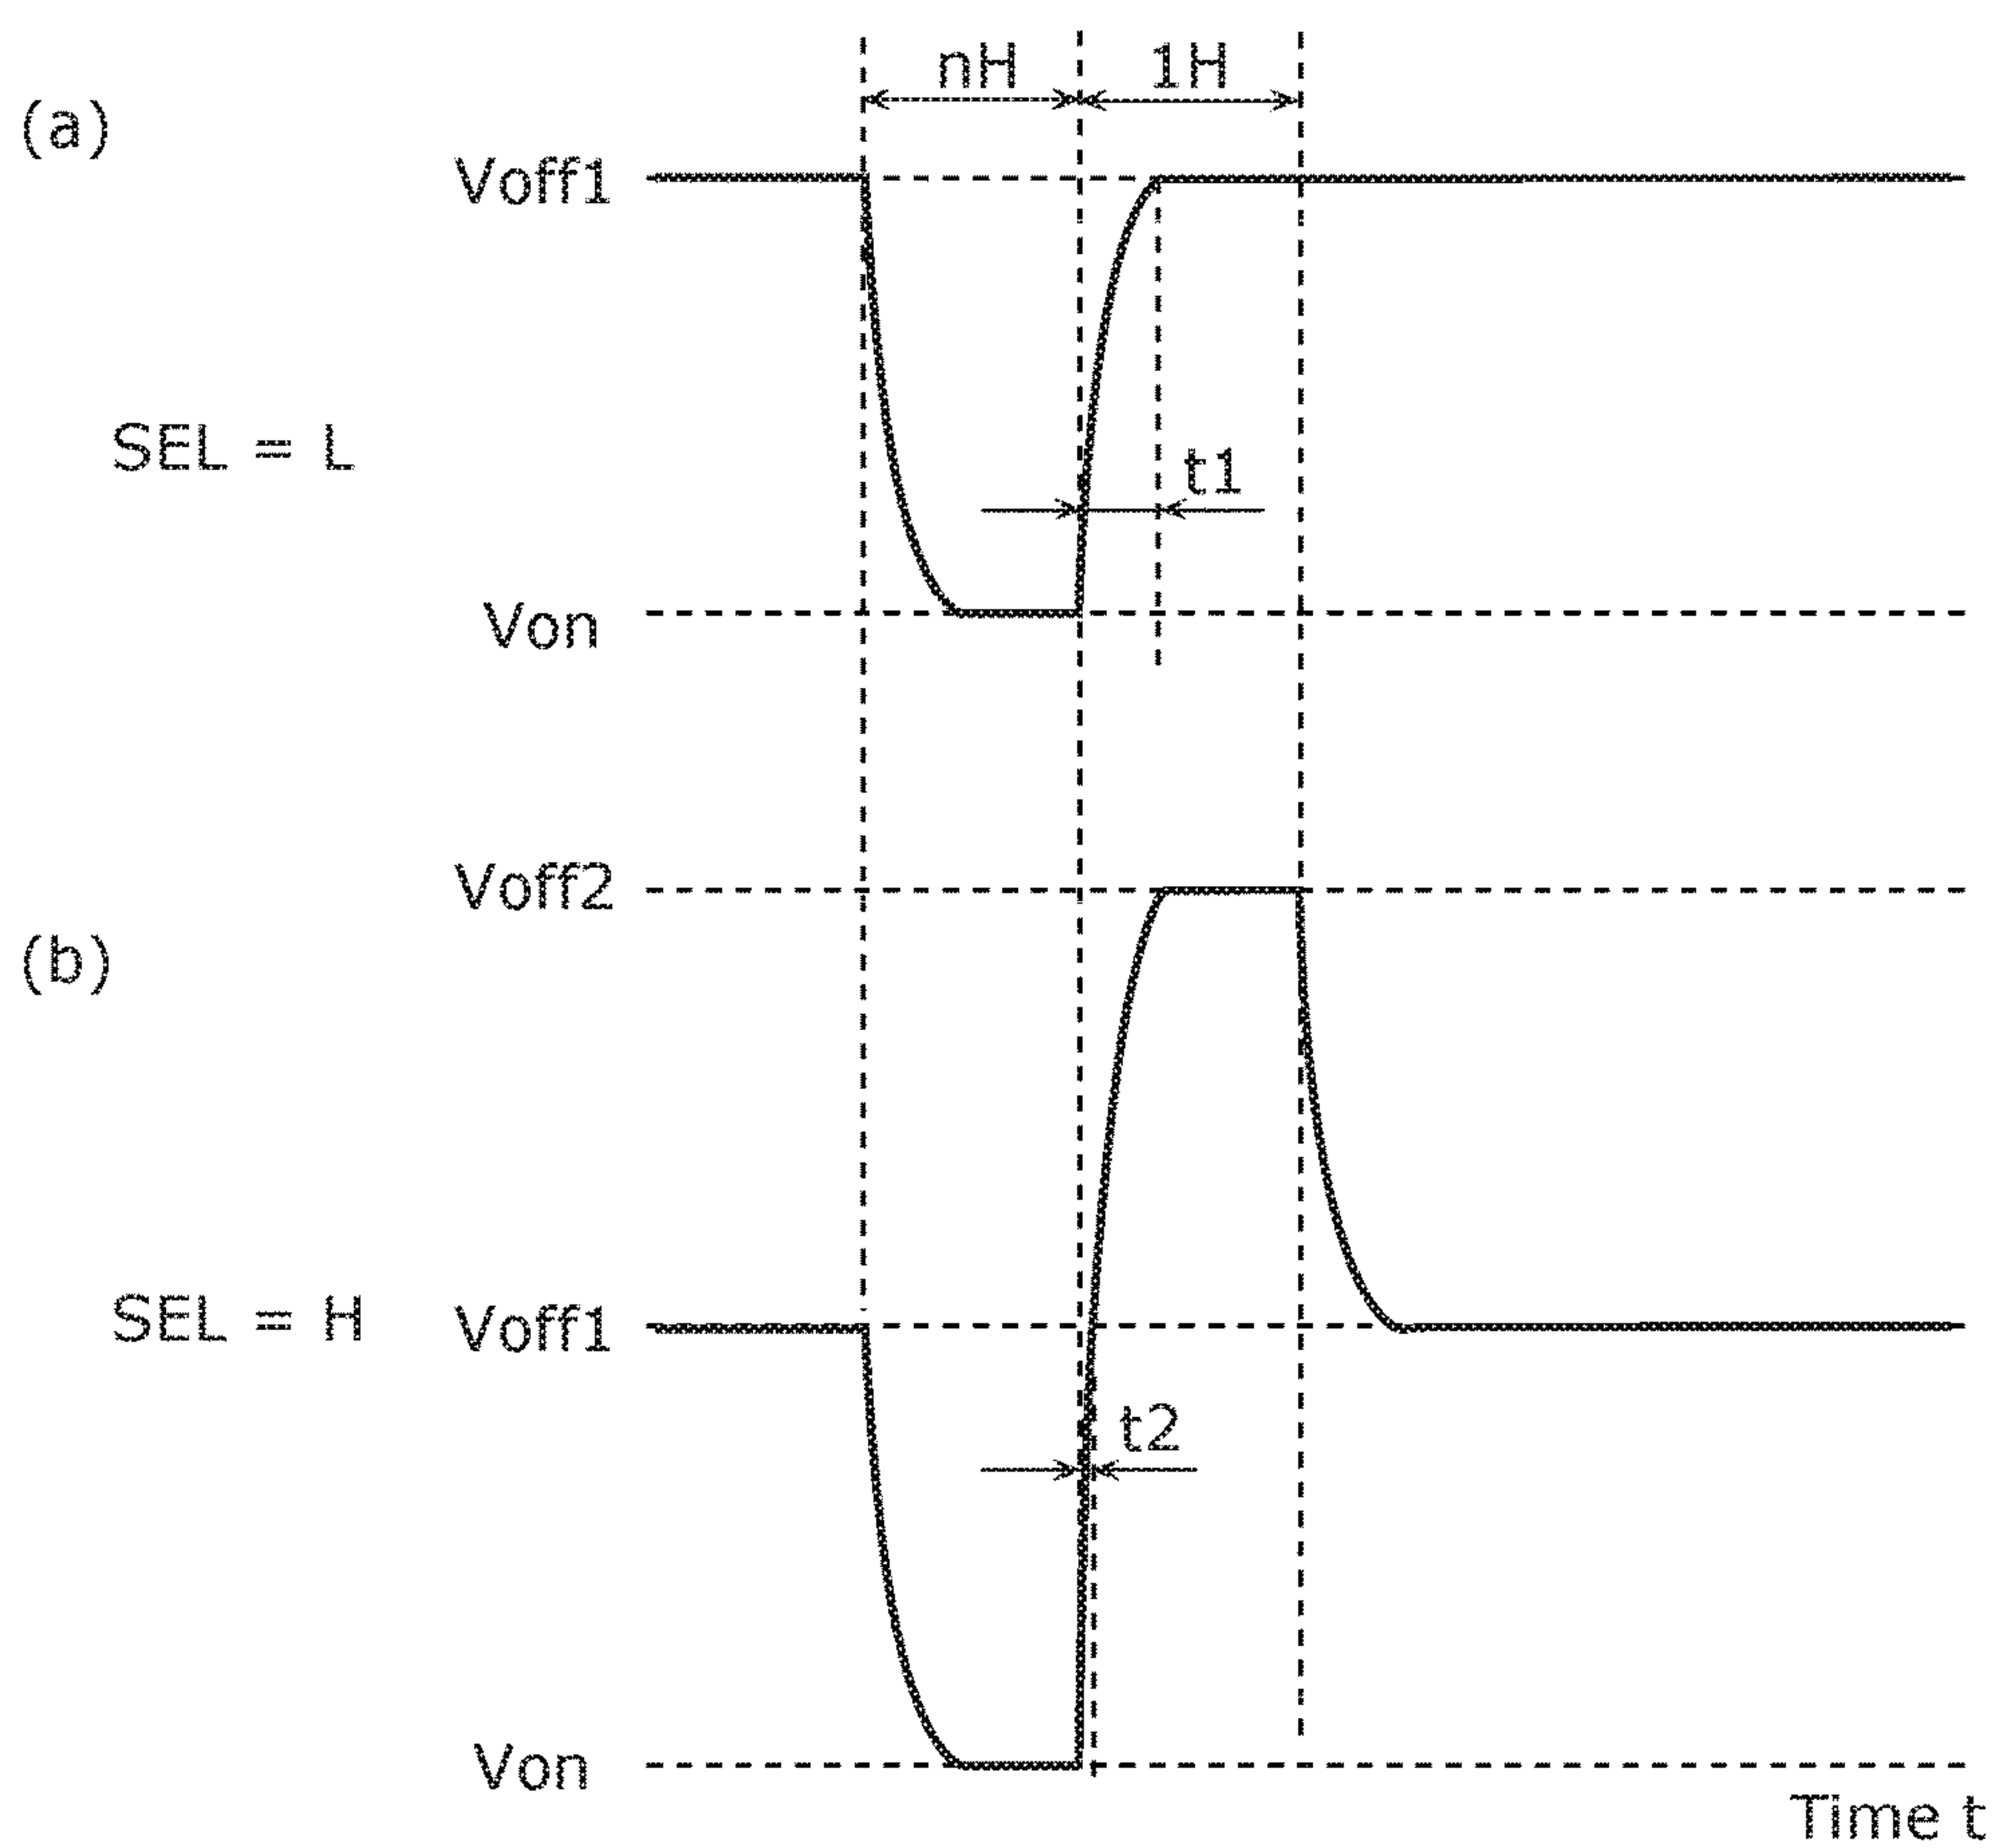 nH
1H
(a)
Voff1
SEL = L
t1
Von
Voff2
(b)
SEL = H
Voff1
t2
Von
Time t